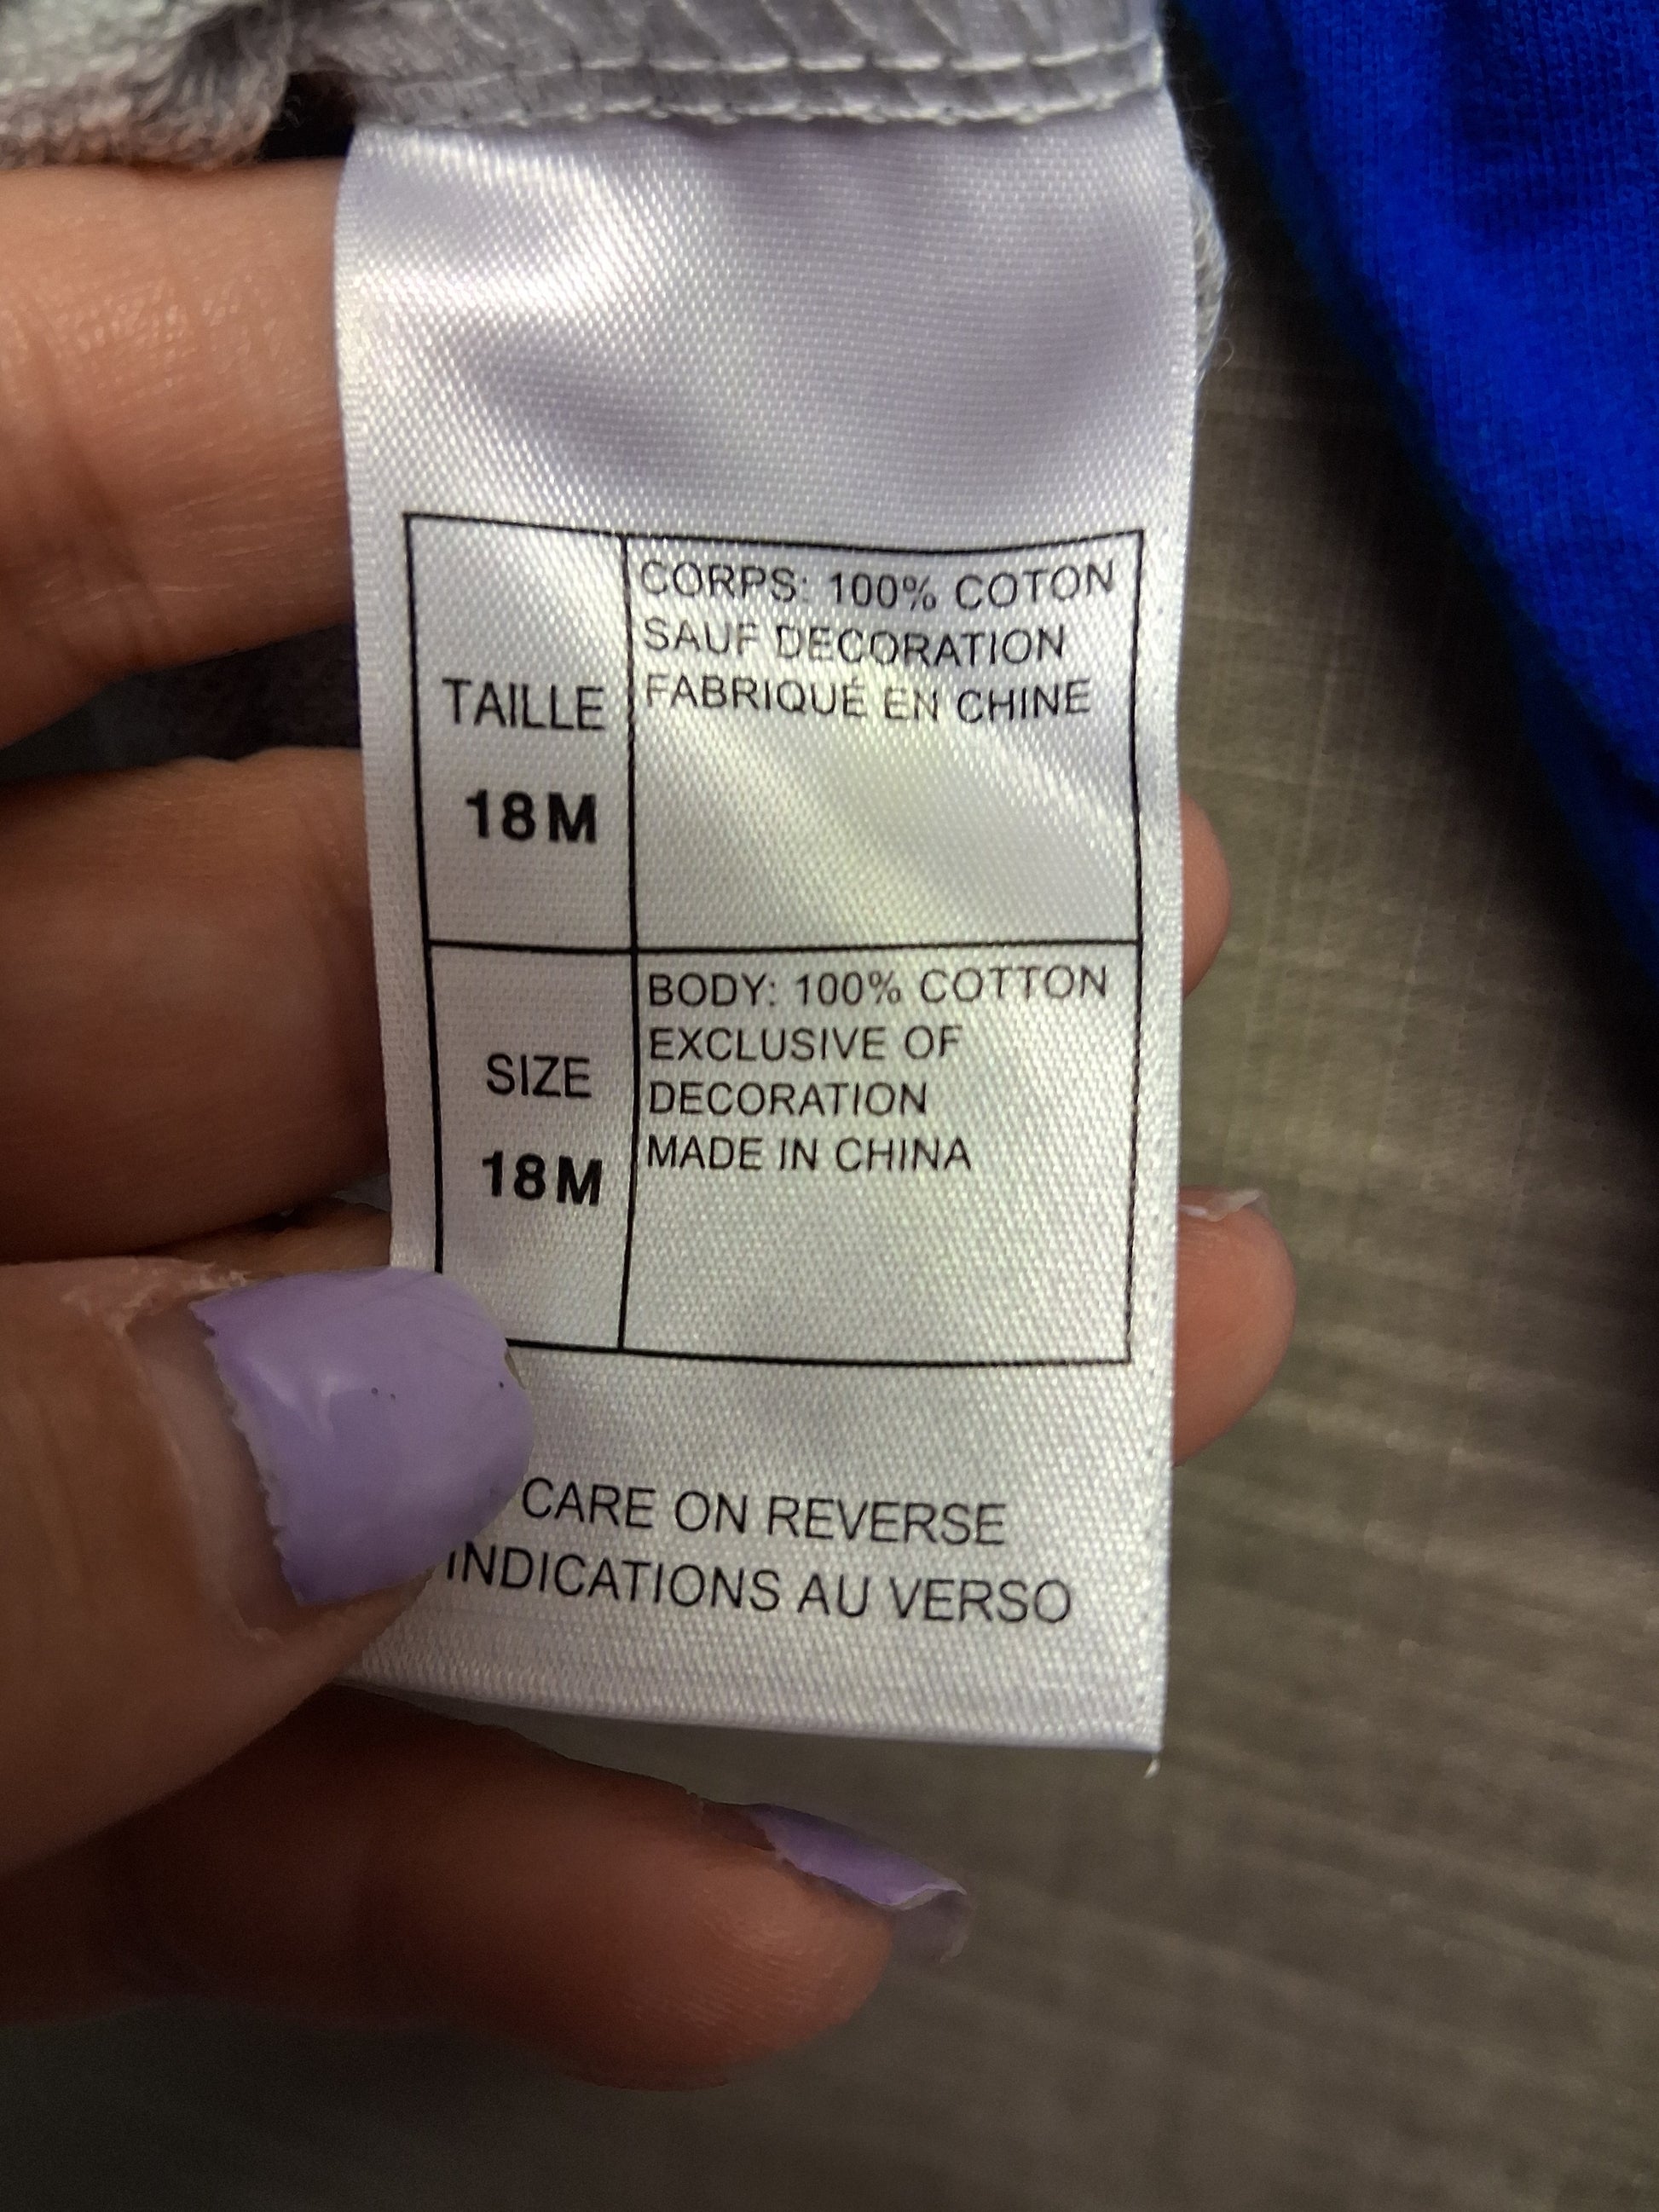 TAILLE
18M
CORPS: 100% COTON
SAUF DECORATION
FABRIQUÉ EN CHINE
SIZE
18M
BODY: 100% COTTON
EXCLUSIVE OF
DECORATION
MADE IN CHINA
CARE ON REVERSE
INDICATIONS AU VERSO